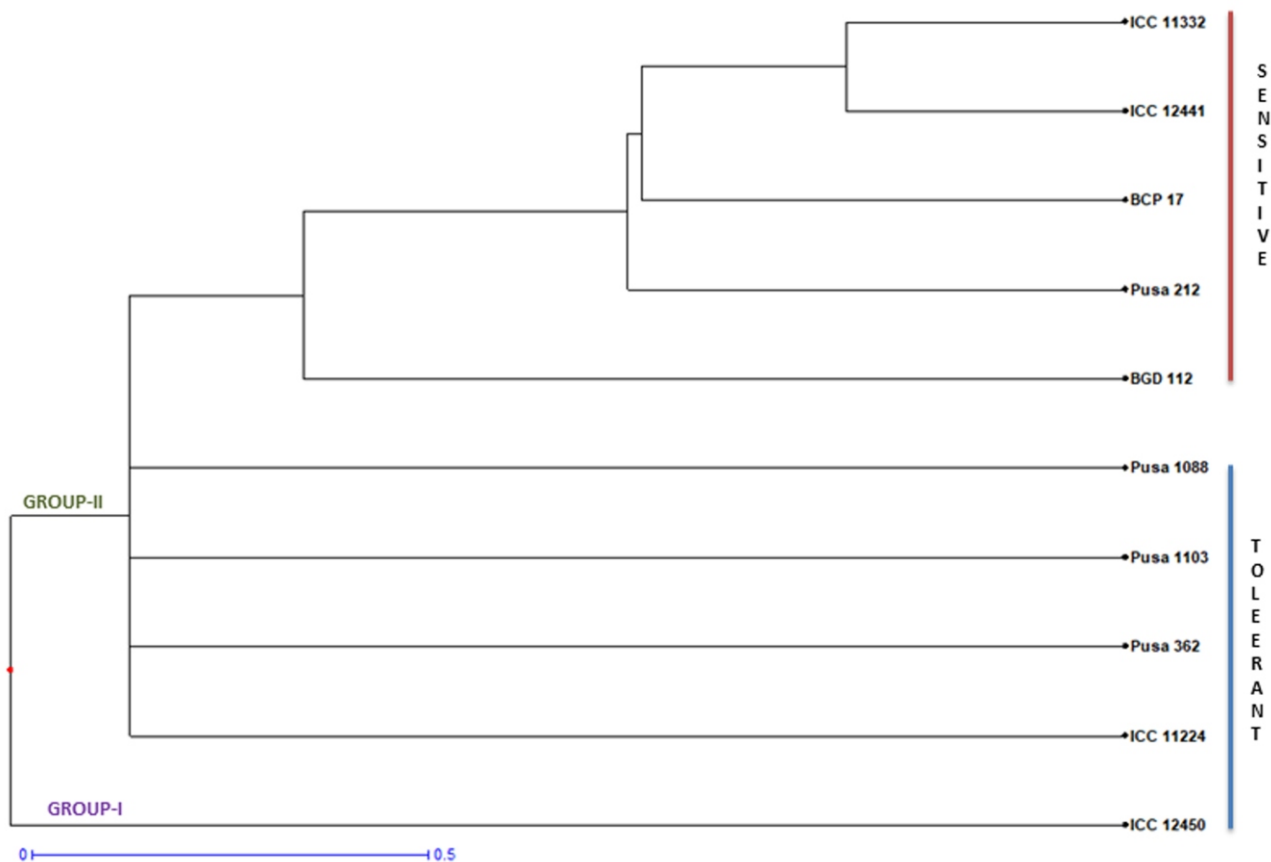 ICC 11332
ICC 12441
BCP 17
Pusa 212
BGD 112
SENSITIVE
Pusa 1088
GROUP-II
Pusa 1103
Pusa 362
ICC 11224
TOLEERANT
GROUP-I
ICC 12450
0 0.5